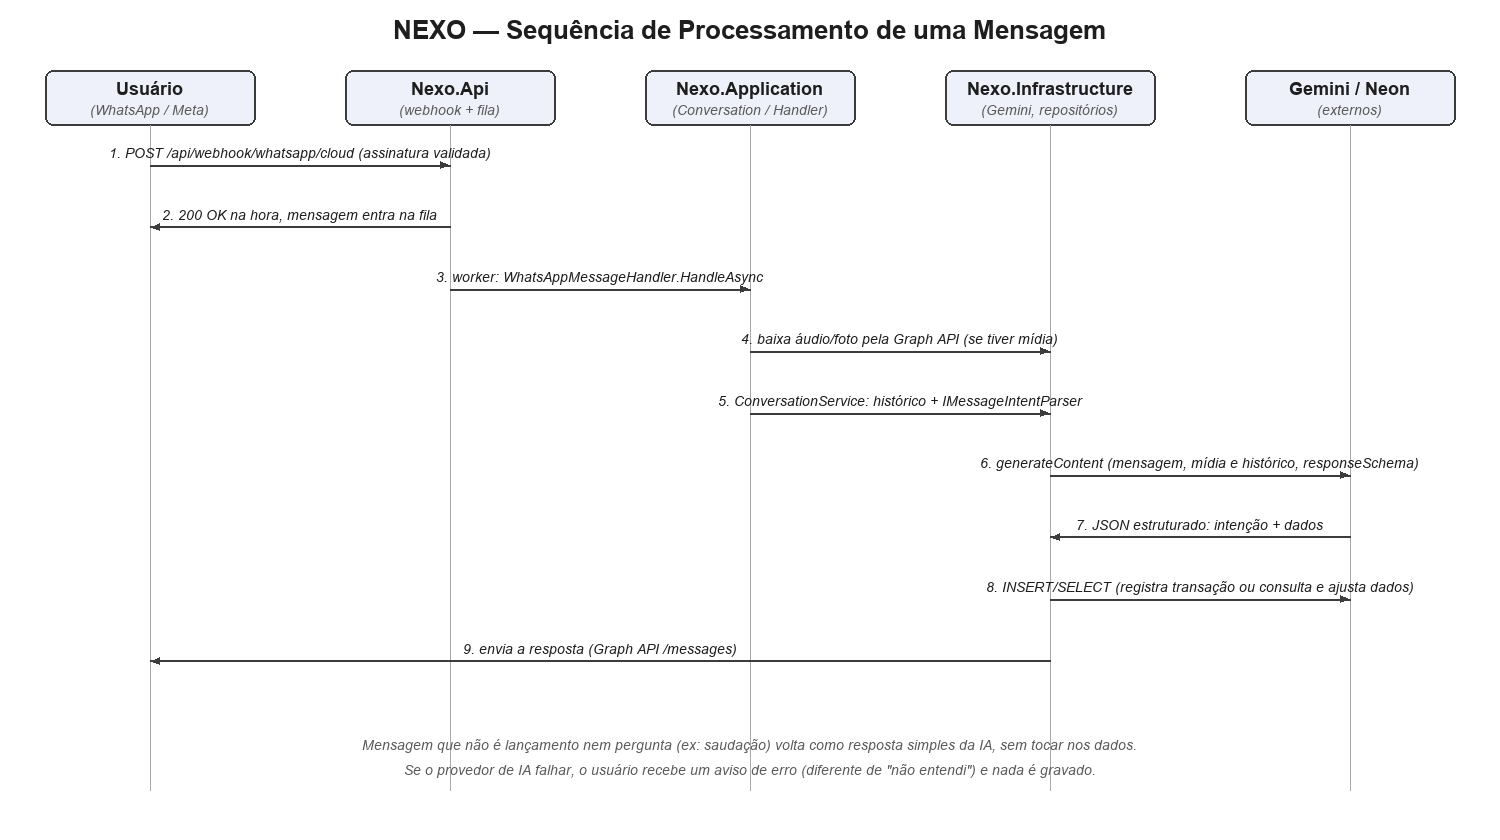 NEXO — Sequência de Processamento de uma Mensagem
Usuário
(WhatsApp / Meta)
Nexo.Api
(webhook + fila)
Nexo.Application
(Conversation / Handler)
Nexo.Infrastructure
(Gemini, repositórios)
Gemini / Neon
(externos)
1. POST /api/webhook/whatsapp/cloud (assinatura validada)
2. 200 OK na hora, mensagem entra na fila
3. worker: WhatsAppMessageHandler.HandleAsync
4. baixa áudio/foto pela Graph API (se tiver mídia)
5. ConversationService: histórico + IMessageIntentParser
6. generateContent (mensagem, mídia e histórico, responseSchema)
7. JSON estruturado: intenção + dados
8. INSERT/SELECT (registra transação ou consulta e ajusta dados)
9. envia a resposta (Graph API /messages)
Mensagem que não é lançamento nem pergunta (ex: saudação) volta como resposta simples da IA, sem tocar nos dados.
Se o provedor de IA falhar, o usuário recebe um aviso de erro (diferente de "não entendi") e nada é gravado.